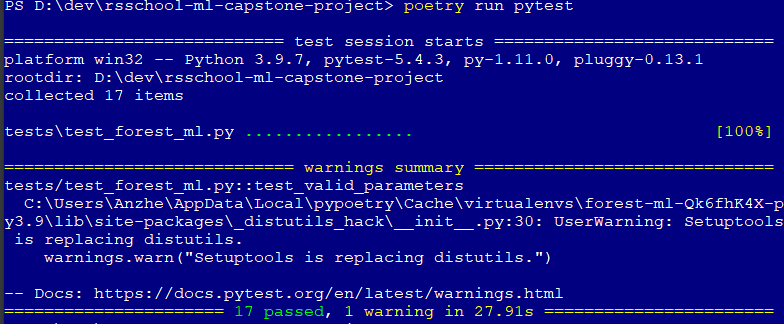 PS D:\dev\rsschool-ml-capstone-project> poetry run pytest
============================= test session starts =============================
platform win32 -- Python 3.9.7, pytest-5.4.3, py-1.11.0, pluggy-0.13.1
rootdir: D:\dev\rsschool-ml-capstone-project
collected 17 items
tests\test_forest_ml.py .................                                [100%]
============================== warnings summary ===============================
tests/test_forest_ml.py::test_valid_parameters
  C:\Users\Anzhe\AppData\Local\pypoetry\Cache\virtualenvs\forest-ml-Qk6fhK4X-p
y3.9\lib\site-packages\_distutils_hack\__init__.py:30: UserWarning: Setuptools
 is replacing distutils.
    warnings.warn("Setuptools is replacing distutils.")
-- Docs: https://docs.pytest.org/en/latest/warnings.html
======================= 17 passed, 1 warning in 27.91s ========================